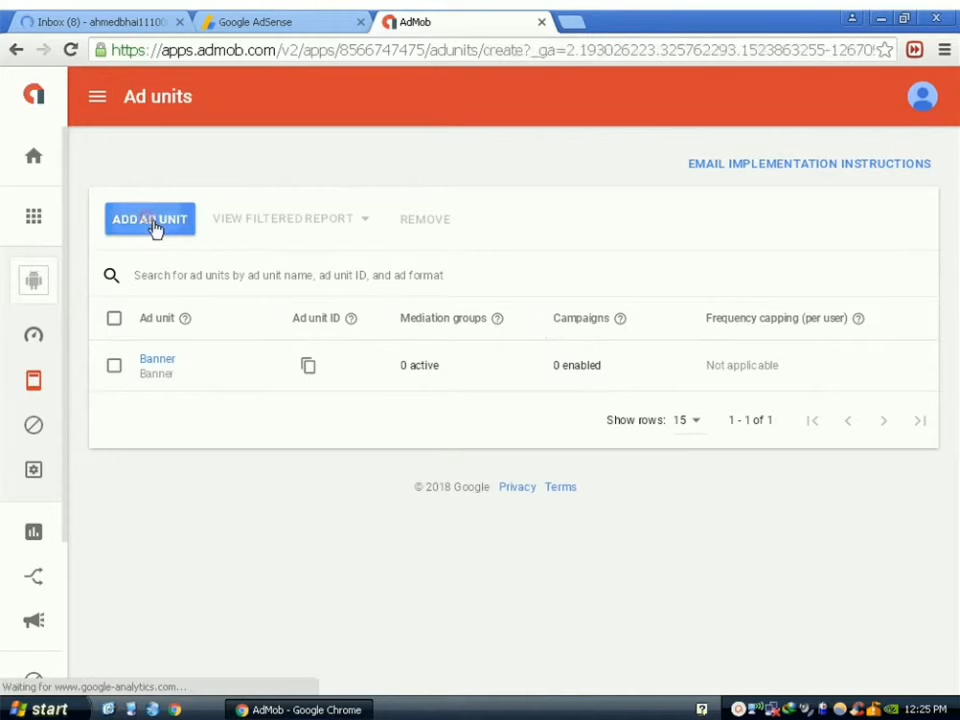 Inbox (8) - ahmedbhai11100
Google AdSense
AdMob
https://apps.admob.com/v2/apps/8566747475/adunits/create?_ga=2.193026223.325762293.1523863255-12670
Ad units
EMAIL IMPLEMENTATION INSTRUCTIONS
ADD AD UNIT
VIEW FILTERED REPORT
REMOVE
Search for ad units by ad unit name, ad unit ID, and ad format
Ad unit
Ad unit ID
Mediation groups
Campaigns
Frequency capping (per user)
Banner
Banner
0 active
0 enabled
Not applicable
Show rows: 15
1 - 1 of 1
© 2018 Google Privacy Terms
Waiting for www.google-analytics.com...
start
AdMob - Google Chrome
12:25 PM